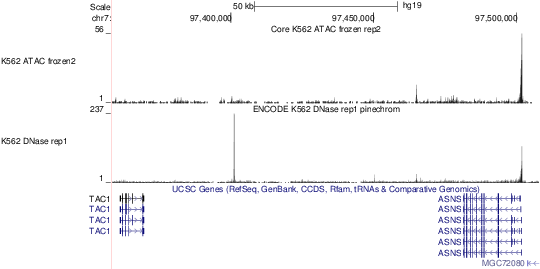 Scale 50 kb hg19
chr7: 97,400,000 97,450,000 97,500,000
56 Core K562 ATAC frozen rep2
K562 ATAC frozen2
1
237 ENCODE K562 DNase rep1 pinechrom
K562 DNase rep1
1
UCSC Genes (RefSeq, GenBank, CCDS, Rfam, tRNAs & Comparative Genomics)
TAC1 ASNS
TAC1 ASNS
TAC1 ASNS
TAC1 ASNS
ASNS
ASNS
MGC72080